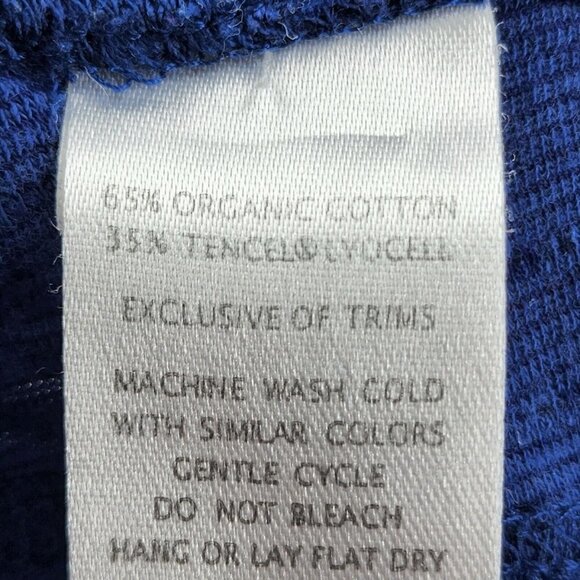 65% ORGANIC COTTON
35% TENCEL® LYOCELL
EXCLUSIVE OF TRIMS
MACHINE WASH COLD
WITH SIMILAR COLORS
GENTLE CYCLE
DO NOT BLEACH
HANG OR LAY FLAT DRY